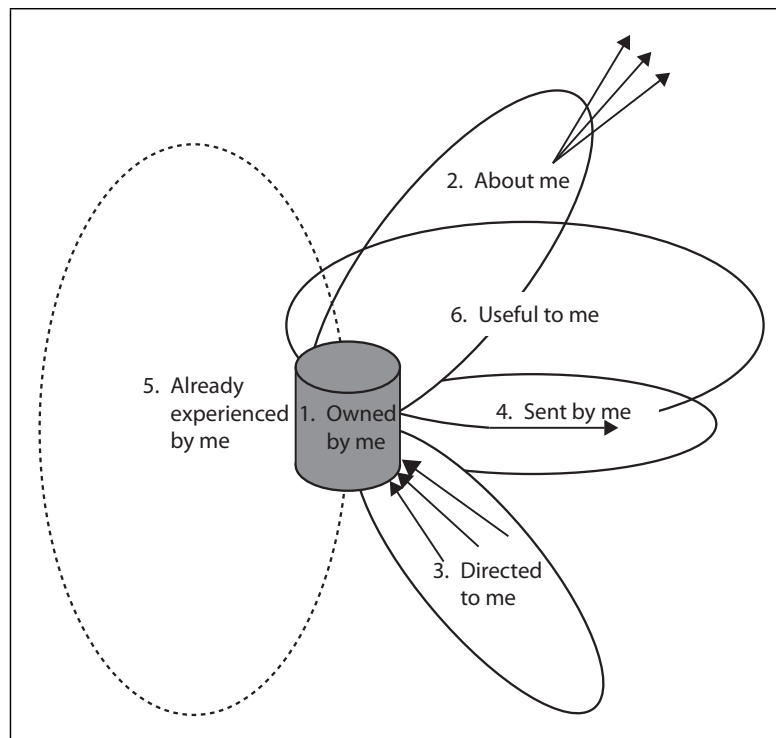 2. About me
6. Useful to me
5. Already
experienced
by me
1. Owned
by me
4. Sent by me
3. Directed
to me